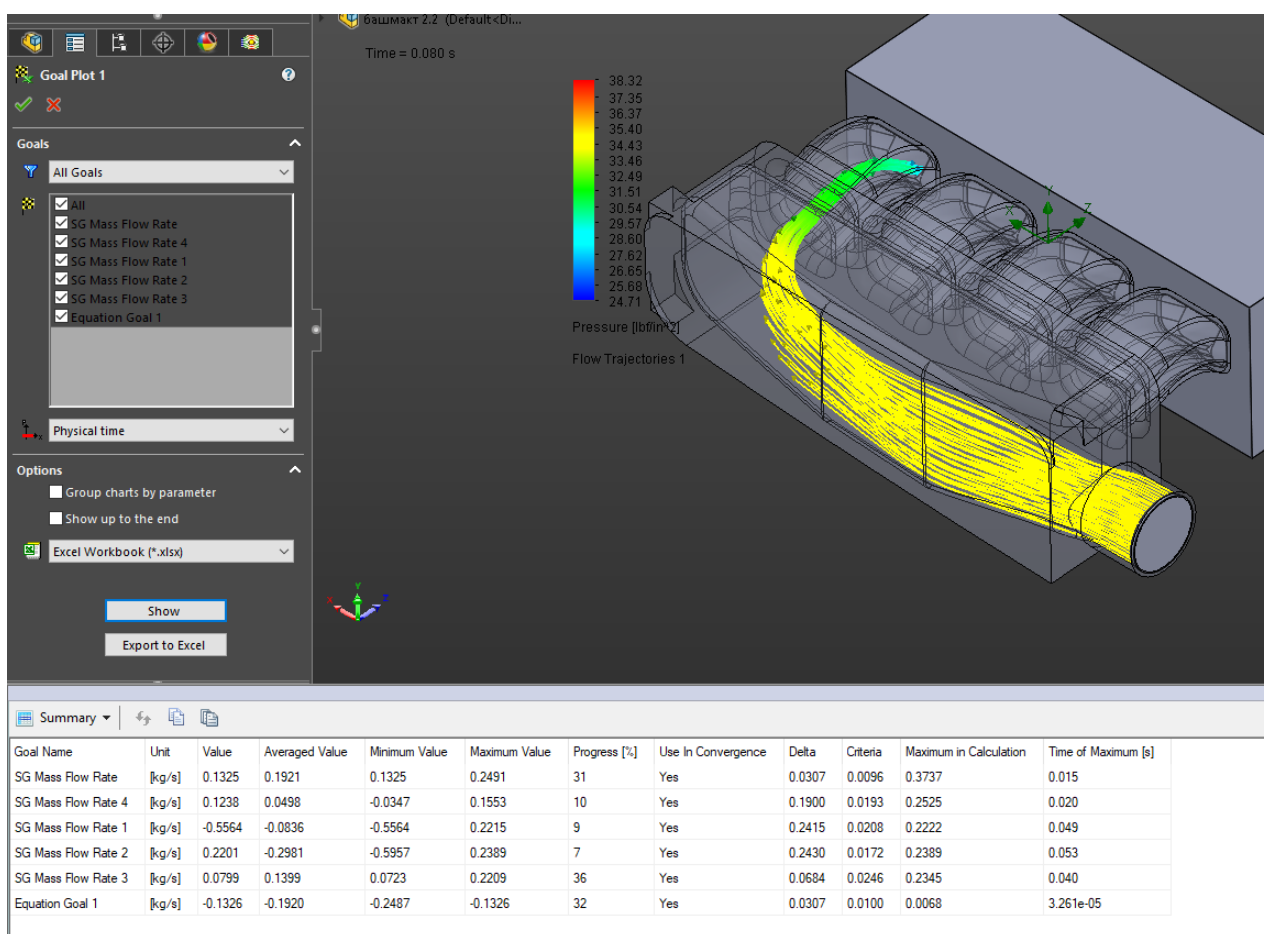 башмакт 2.2 (Default<Di...
Time = 0.080 s
Goal Plot 1
Goals
All Goals
All
SG Mass Flow Rate
SG Mass Flow Rate 4
SG Mass Flow Rate 1
SG Mass Flow Rate 2
SG Mass Flow Rate 3
Equation Goal 1
Physical time
Options
Group charts by parameter
Show up to the end
Excel Workbook (*.xlsx)
Show
Export to Excel
38.32
37.35
36.37
35.40
34.43
33.46
32.49
31.51
30.54
29.57
28.60
27.62
26.65
25.68
24.71
Pressure [lbf/in^2]
Flow Trajectories 1
Y
X
Z
Y
X
Z
Summary
Goal Name Unit Value Averaged Value Minimum Value Maximum Value Progress [%] Use In Convergence Delta Criteria Maximum in Calculation Time of Maximum [s]
SG Mass Flow Rate [kg/s] 0.1325 0.1921 0.1325 0.2491 31 Yes 0.0307 0.0096 0.3737 0.015
SG Mass Flow Rate 4 [kg/s] 0.1238 0.0498 -0.0347 0.1553 10 Yes 0.1900 0.0193 0.2525 0.020
SG Mass Flow Rate 1 [kg/s] -0.5564 -0.0836 -0.5564 0.2215 9 Yes 0.2415 0.0208 0.2222 0.049
SG Mass Flow Rate 2 [kg/s] 0.2201 -0.2981 -0.5957 0.2389 7 Yes 0.2430 0.0172 0.2389 0.053
SG Mass Flow Rate 3 [kg/s] 0.0799 0.1399 0.0723 0.2209 36 Yes 0.0684 0.0246 0.2345 0.040
Equation Goal 1 [kg/s] -0.1326 -0.1920 -0.2487 -0.1326 32 Yes 0.0307 0.0100 0.0068 3.261e-05